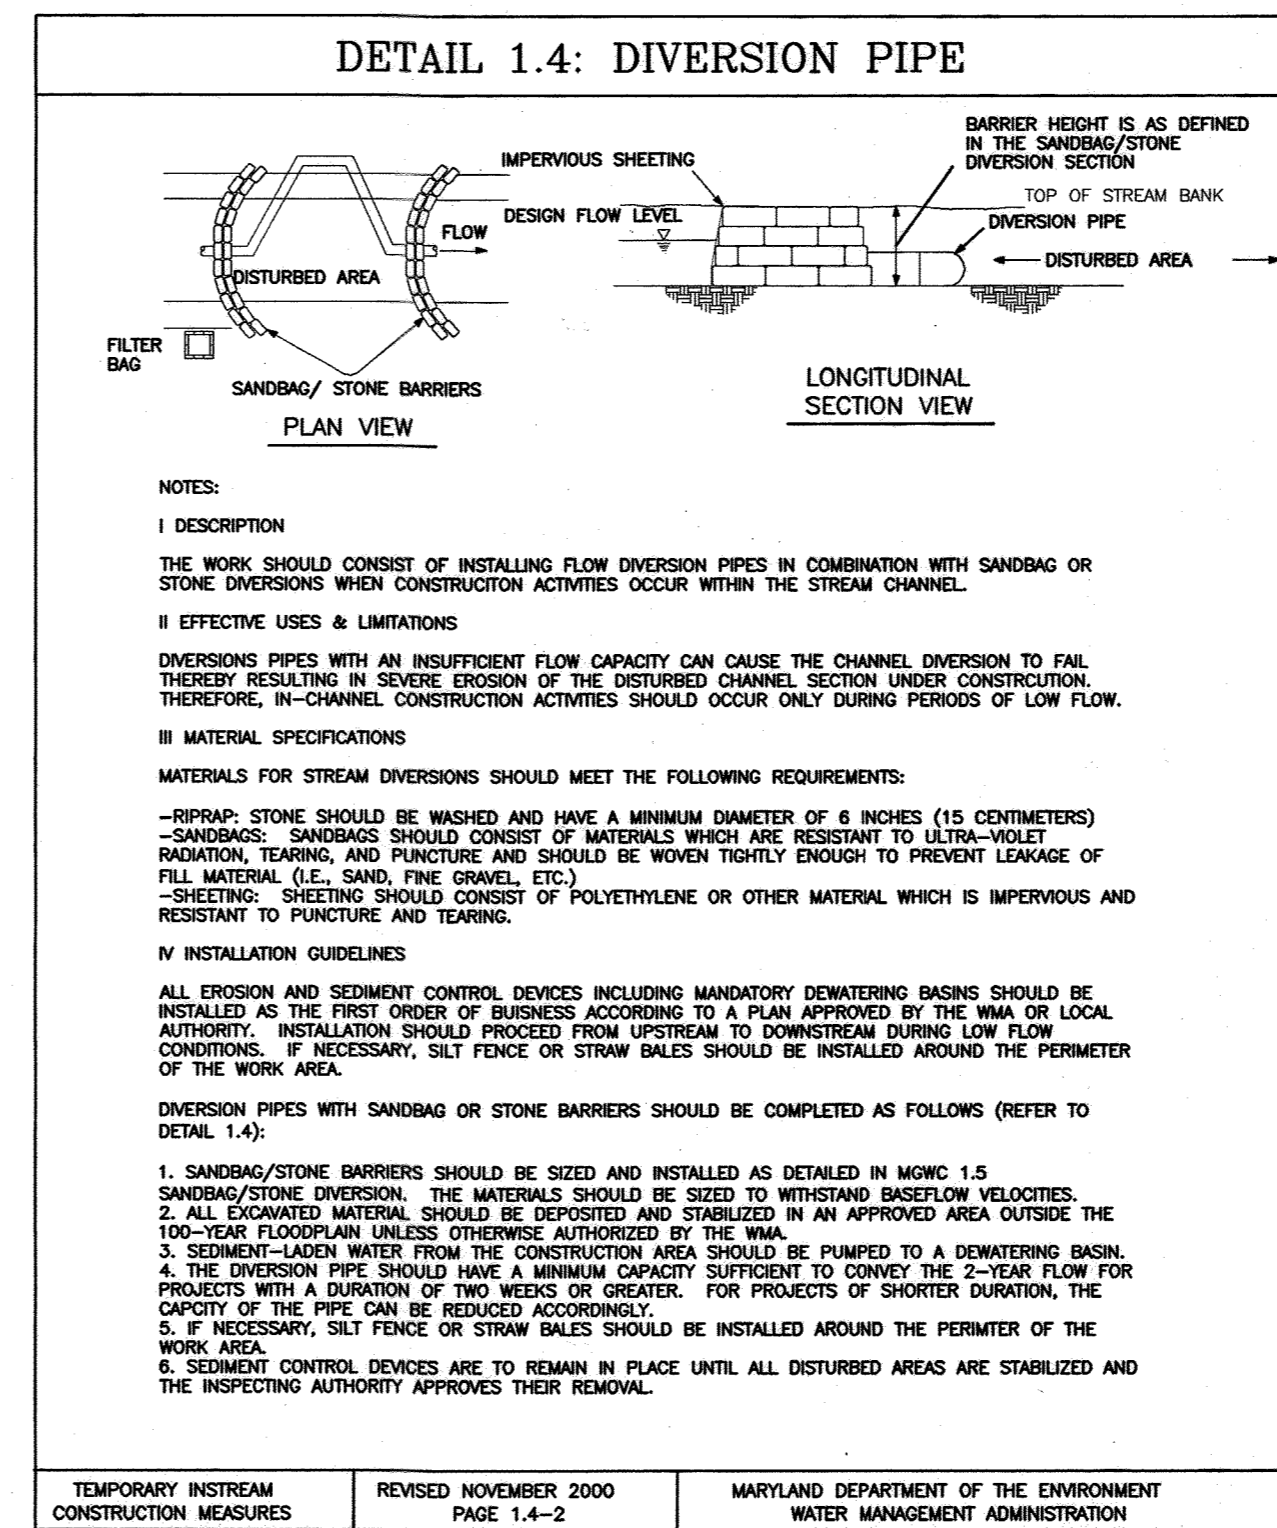 DETAIL 1.4: DIVERSION PIPE
IMPERVIOUS SHEETING
BARRIER HEIGHT IS AS DEFINED
IN THE SANDBAG/STONE
DIVERSION SECTION
TOP OF STREAM BANK
DESIGN FLOW LEVEL
DIVERSION PIPE
FLOW
DISTURBED AREA
DISTURBED AREA
FILTER
BAG
SANDBAG/ STONE BARRIERS
PLAN VIEW
LONGITUDINAL
SECTION VIEW
NOTES:
I DESCRIPTION
THE WORK SHOULD CONSIST OF INSTALLING FLOW DIVERSION PIPES IN COMBINATION WITH SANDBAG OR
STONE DIVERSIONS WHEN CONSTRUCITON ACTIVITIES OCCUR WITHIN THE STREAM CHANNEL.
II EFFECTIVE USES & LIMITATIONS
DIVERSIONS PIPES WITH AN INSUFFICIENT FLOW CAPACITY CAN CAUSE THE CHANNEL DIVERSION TO FAIL
THEREBY RESULTING IN SEVERE EROSION OF THE DISTURBED CHANNEL SECTION UNDER CONSTRCUTION.
THEREFORE, IN-CHANNEL CONSTRUCTION ACTIVITIES SHOULD OCCUR ONLY DURING PERIODS OF LOW FLOW.
III MATERIAL SPECIFICATIONS
MATERIALS FOR STREAM DIVERSIONS SHOULD MEET THE FOLLOWING REQUIREMENTS:
-RIPRAP: STONE SHOULD BE WASHED AND HAVE A MINIMUM DIAMETER OF 6 INCHES (15 CENTIMETERS)
-SANDBAGS: SANDBAGS SHOULD CONSIST OF MATERIALS WHICH ARE RESISTANT TO ULTRA-VIOLET
RADIATION, TEARING, AND PUNCTURE AND SHOULD BE WOVEN TIGHTLY ENOUGH TO PREVENT LEAKAGE OF
FILL MATERIAL (I.E., SAND, FINE GRAVEL, ETC.)
-SHEETING: SHEETING SHOULD CONSIST OF POLYETHYLENE OR OTHER MATERIAL WHICH IS IMPERVIOUS AND
RESISTANT TO PUNCTURE AND TEARING.
IV INSTALLATION GUIDELINES
ALL EROSION AND SEDIMENT CONTROL DEVICES INCLUDING MANDATORY DEWATERING BASINS SHOULD BE
INSTALLED AS THE FIRST ORDER OF BUISNESS ACCORDING TO A PLAN APPROVED BY THE WMA OR LOCAL
AUTHORITY. INSTALLATION SHOULD PROCEED FROM UPSTREAM TO DOWNSTREAM DURING LOW FLOW
CONDITIONS. IF NECESSARY, SILT FENCE OR STRAW BALES SHOULD BE INSTALLED AROUND THE PERIMETER
OF THE WORK AREA.
DIVERSION PIPES WITH SANDBAG OR STONE BARRIERS SHOULD BE COMPLETED AS FOLLOWS (REFER TO
DETAIL 1.4):
1. SANDBAG/STONE BARRIERS SHOULD BE SIZED AND INSTALLED AS DETAILED IN MGWC 1.5
SANDBAG/STONE DIVERSION. THE MATERIALS SHOULD BE SIZED TO WITHSTAND BASEFLOW VELOCITIES.
2. ALL EXCAVATED MATERIAL SHOULD BE DEPOSITED AND STABILIZED IN AN APPROVED AREA OUTSIDE THE
100-YEAR FLOODPLAIN UNLESS OTHERWISE AUTHORIZED BY THE WMA.
3. SEDIMENT-LADEN WATER FROM THE CONSTRUCTION AREA SHOULD BE PUMPED TO A DEWATERING BASIN.
4. THE DIVERSION PIPE SHOULD HAVE A MINIMUM CAPACITY SUFFICIENT TO CONVEY THE 2-YEAR FLOW FOR
PROJECTS WITH A DURATION OF TWO WEEKS OR GREATER. FOR PROJECTS OF SHORTER DURATION, THE
CAPCITY OF THE PIPE CAN BE REDUCED ACCORDINGLY.
5. IF NECESSARY, SILT FENCE OR STRAW BALES SHOULD BE INSTALLED AROUND THE PERIMTER OF THE
WORK AREA.
6. SEDIMENT CONTROL DEVICES ARE TO REMAIN IN PLACE UNTIL ALL DISTURBED AREAS ARE STABILIZED AND
THE INSPECTING AUTHORITY APPROVES THEIR REMOVAL.
TEMPORARY INSTREAM
CONSTRUCTION MEASURES
REVISED NOVEMBER 2000
PAGE 1.4-2
MARYLAND DEPARTMENT OF THE ENVIRONMENT
WATER MANAGEMENT ADMINISTRATION